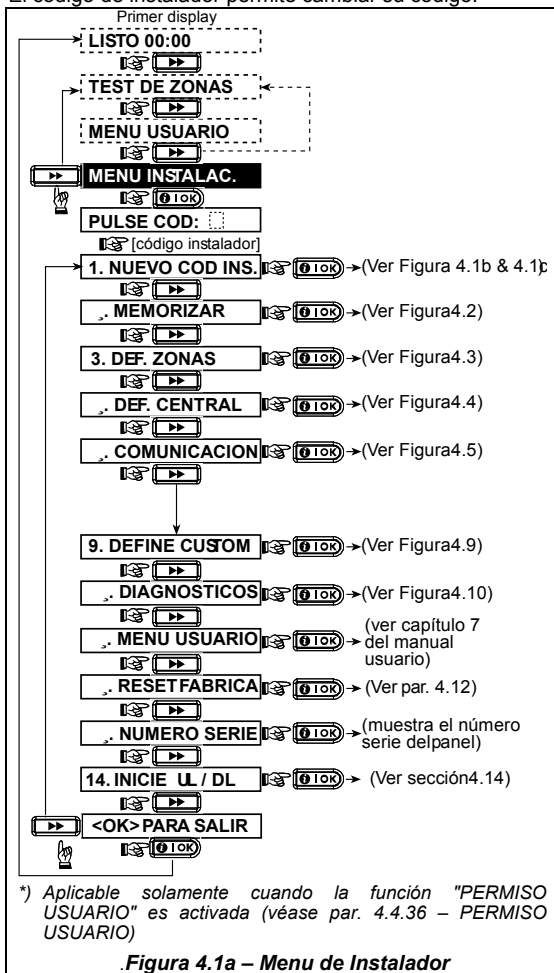 El código de instalador permite cambiar su código.
Primer display
LISTO 00:00
TEST DE ZONAS
MENU USUARIO
MENU INSTALAC.
PULSE COD:
[código instalador]
1. NUEVO COD INS. (Ver Figura 4.1b & 4.1c
. MEMORIZAR (Ver Figura4.2)
3. DEF. ZONAS (Ver Figura4.3)
. DEF. CENTRAL (Ver Figura4.4)
. COMUNICACION (Ver Figura4.5)
9. DEFINE CUSTOM (Ver Figura4.9)
. DIAGNOSTICOS (Ver Figura4.10)
. MENU USUARIO (ver capítulo 7
del manual
usuario)
. RESET FABRICA (Ver par. 4.12)
. NUMERO SERIE (muestra el número
serie delpanel)
14. INICIE UL / DL (Ver sección4.14)
<OK> PARA SALIR
*) Aplicable solamente cuando la función "PERMISO
USUARIO" es activada (véase par. 4.4.36 – PERMISO
USUARIO)
.Figura 4.1a – Menu de Instalador